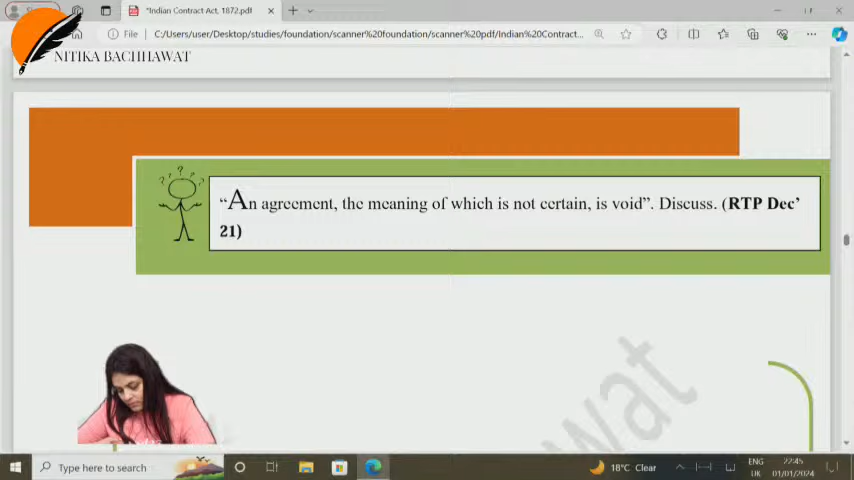 "Indian Contract Act, 1872.pdf
File
C:/Users/user/Desktop/studies/foundation/scanner%20foundation/scanner%20pdf/Indian%20Contract...
NITIKA BACHHAWAT
? ? ? ? ?
"An agreement, the meaning of which is not certain, is void". Discuss. (RTP Dec'
21)
wat
Type here to search
18°C Clear
ENG
UK
22:45
01/01/2024